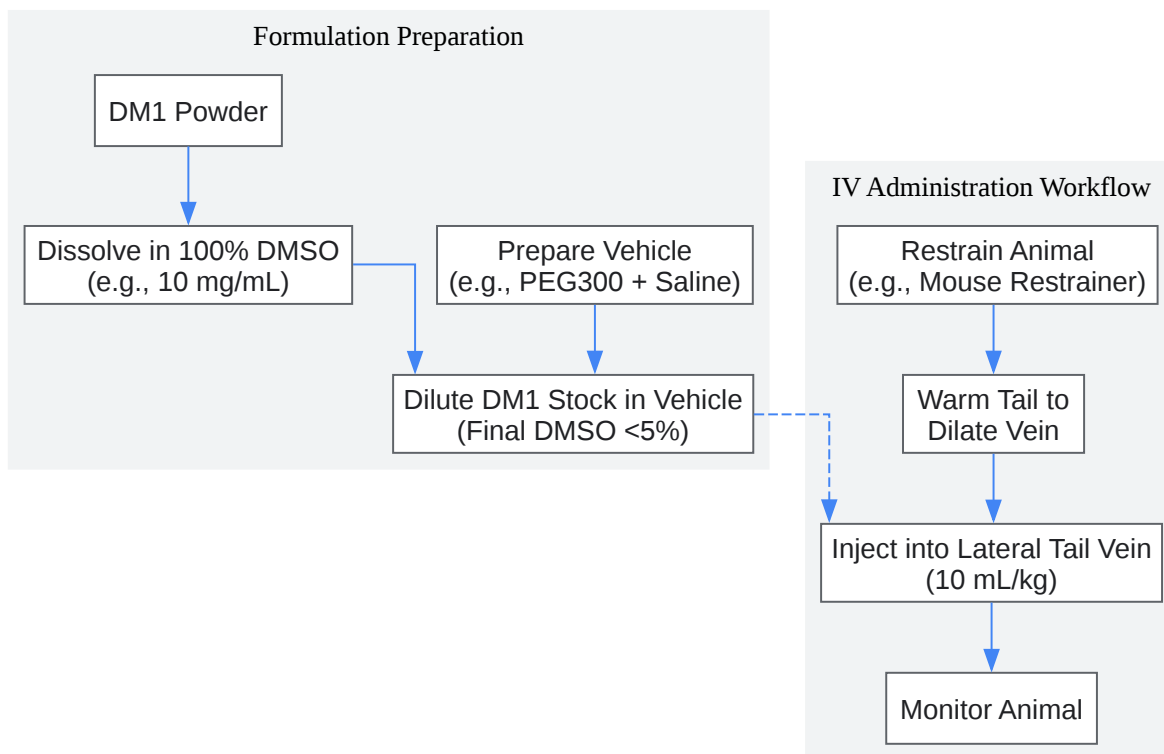 Formulation Preparation
DM1 Powder
Dissolve in 100% DMSO
(e.g., 10 mg/mL)
Prepare Vehicle
(e.g., PEG300 + Saline)
Dilute DM1 Stock in Vehicle
(Final DMSO <5%)
IV Administration Workflow
Restrain Animal
(e.g., Mouse Restrainer)
Warm Tail to
Dilate Vein
Inject into Lateral Tail Vein
(10 mL/kg)
Monitor Animal